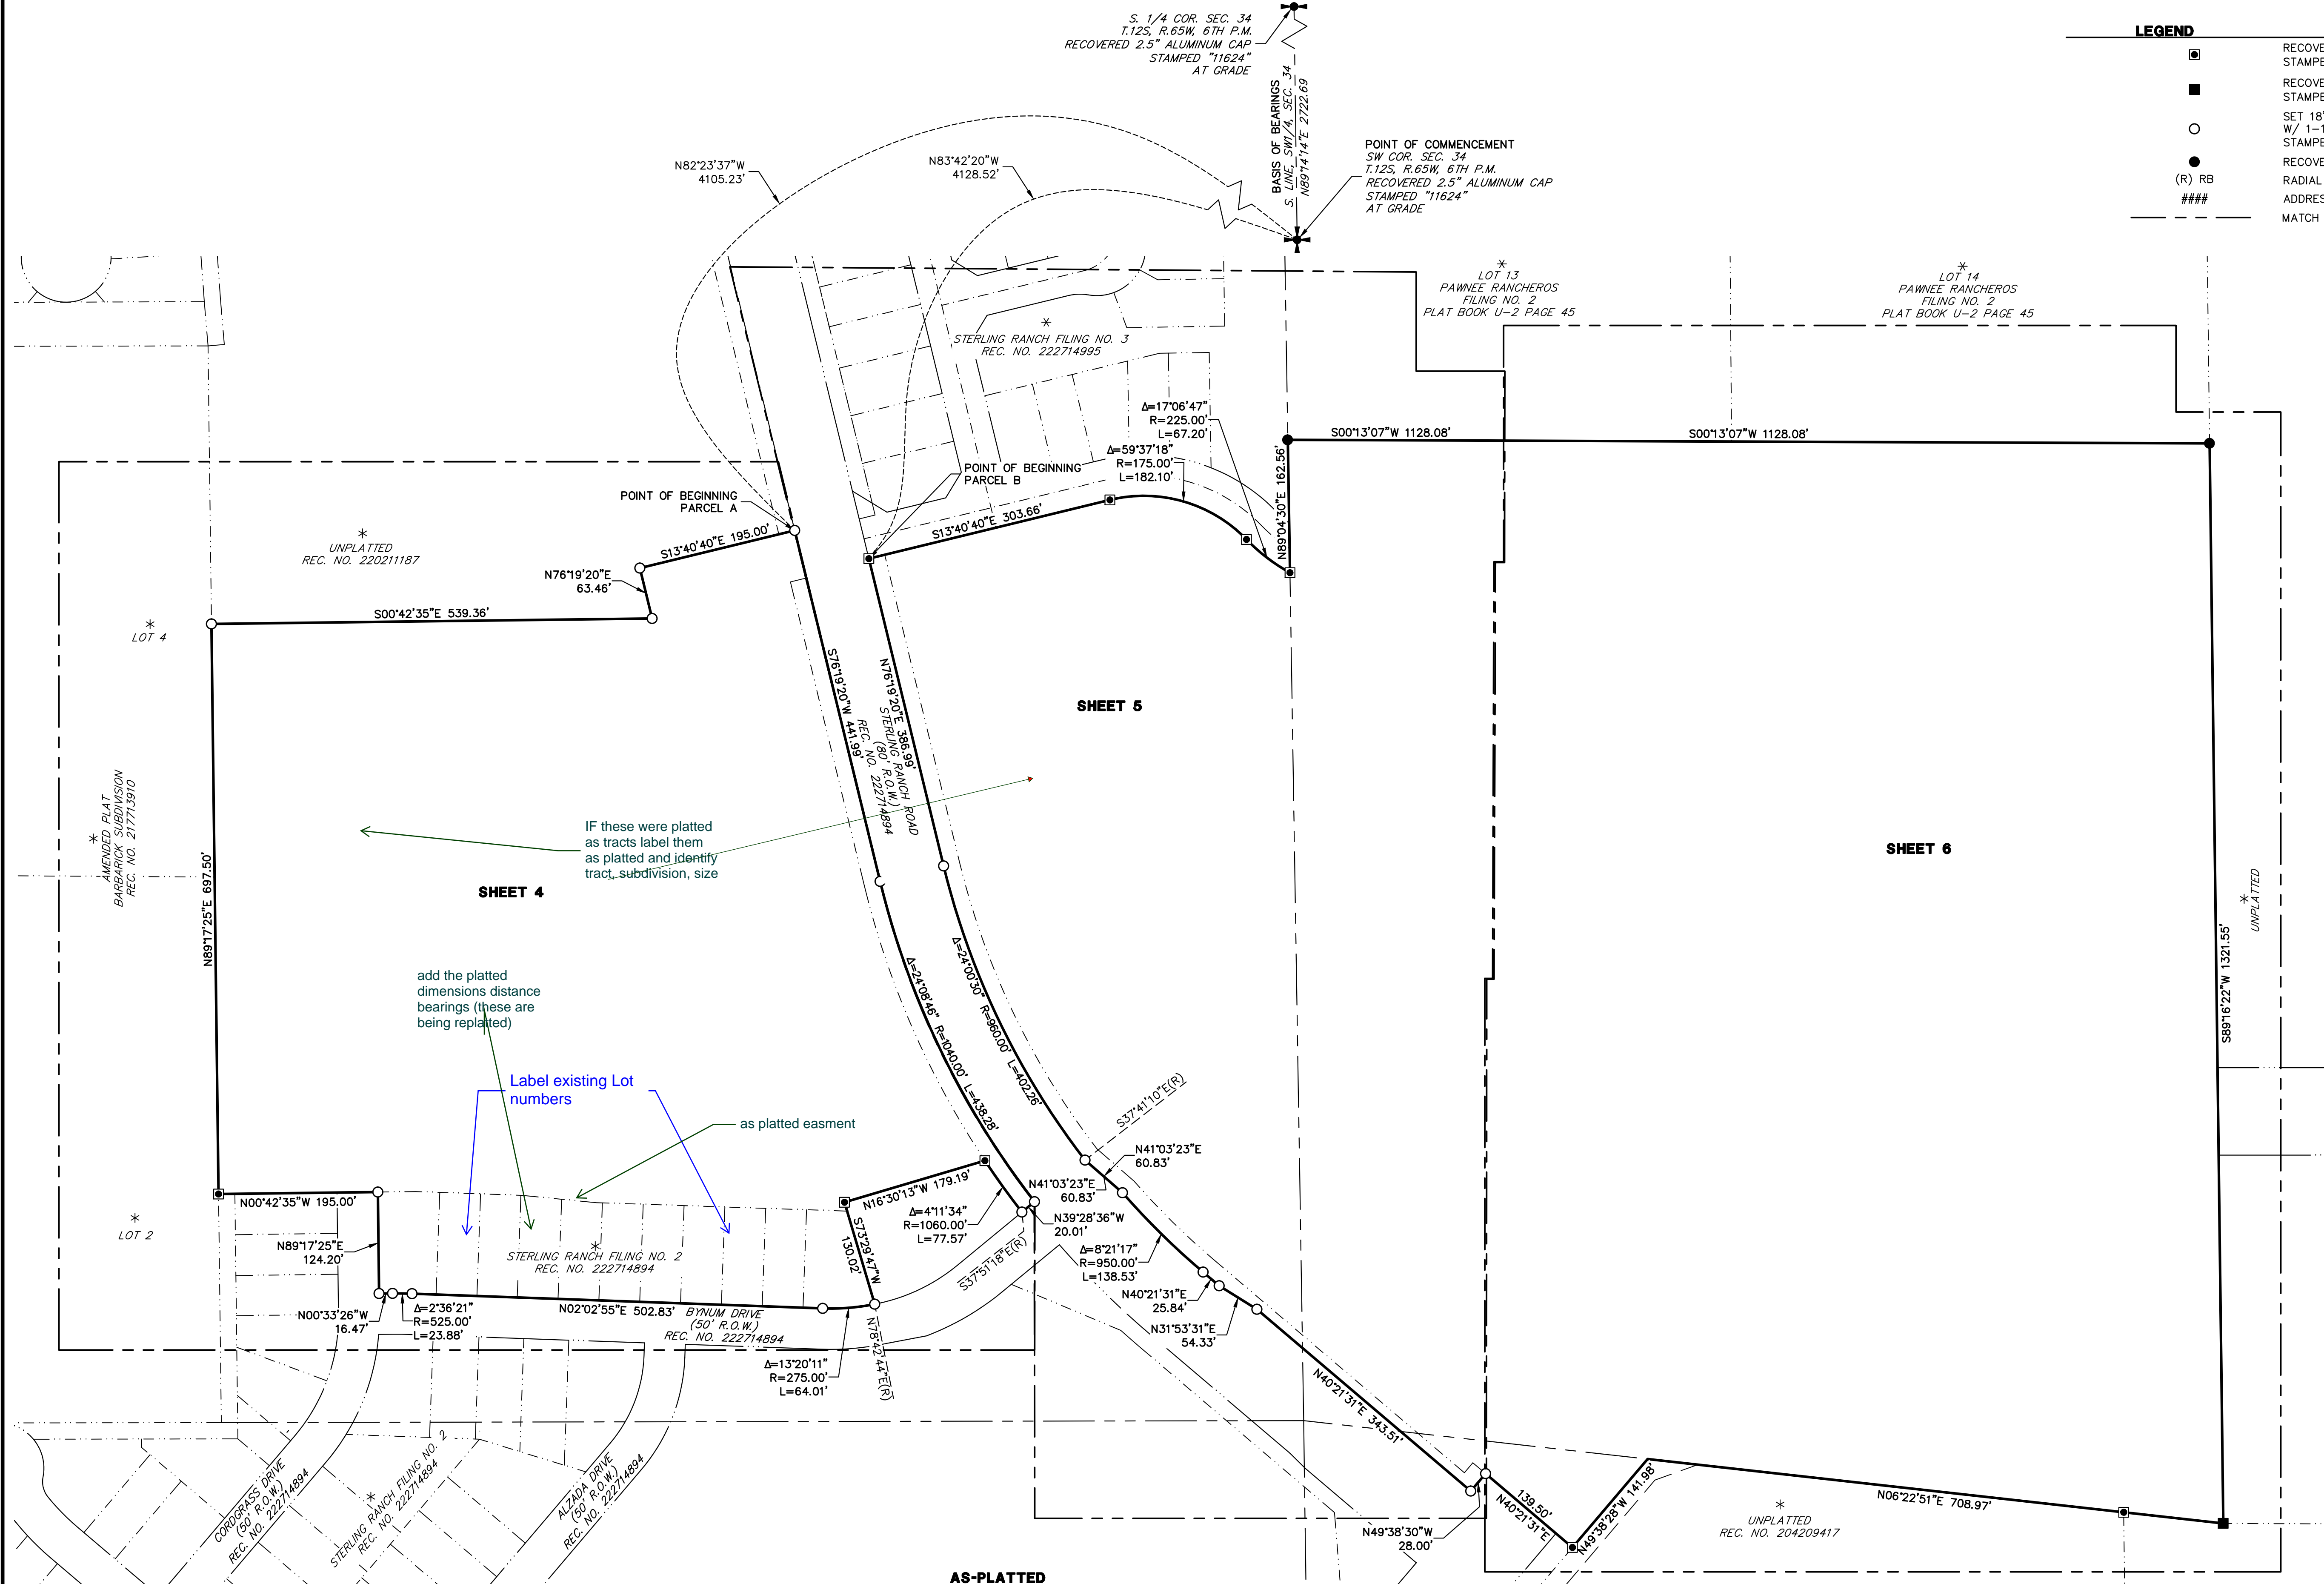 S. 1/4 COR. SEC. 34
T.12S, R.65W, 6TH P.M.
RECOVERED 2.5" ALUMINUM CAP
STAMPED "11624"
AT GRADE
BASIS OF BEARINGS
S. LINE, SW1/4, SEC. 34
N89°14'14"E 2722.69
POINT OF COMMENCEMENT
SW COR. SEC. 34
T.12S, R.65W, 6TH P.M.
RECOVERED 2.5" ALUMINUM CAP
STAMPED "11624"
AT GRADE
LEGEND
RECOVE
STAMPE
RECOVE
STAMPE
SET 18"
W/ 1-1
STAMPE
RECOVE
(R) RB
RADIAL
####
ADDRES
MATCH
N82°23'37"W
4105.23'
N83°42'20"W
4128.52'
*
LOT 13
PAWNEE RANCHEROS
FILING NO. 2
PLAT BOOK U-2 PAGE 45
*
LOT 14
PAWNEE RANCHEROS
FILING NO. 2
PLAT BOOK U-2 PAGE 45
*
STERLING RANCH FILING NO. 3
REC. NO. 222714995
Δ=17°06'47"
R=225.00'
L=67.20'
Δ=59°37'18"
R=175.00'
L=182.10'
N89°04'30"E 162.56'
S00°13'07"W 1128.08'
S00°13'07"W 1128.08'
POINT OF BEGINNING
PARCEL B
POINT OF BEGINNING
PARCEL A
S13°40'40"E 303.66'
S13°40'40"E 195.00'
*
UNPLATTED
REC. NO. 220211187
N76°19'20"E
63.46'
S00°42'35"E 539.36'
*
LOT 4
S76°19'20"W 441.99'
N76°19'20"E 386.99'
STERLING RANCH ROAD
(80' R.O.W.)
REC. NO. 222714894
SHEET 5
SHEET 6
SHEET 4
IF these were platted
as tracts label them
as platted and identify
tract, subdivision, size
*
AMENDED PLAT
BARBARICK SUBDIVISION
REC. NO. 217713910
N89°17'25"E 697.50'
*
UNPLATTED
S89°16'22"W 1321.55'
add the platted
dimensions distance
bearings (these are
being replatted)
Label existing Lot
numbers
as platted easment
Δ=24°08'46" R=1040.00' L=438.28'
Δ=24°00'30" R=960.00' L=402.26'
S37°41'10"E(R)
N41°03'23"E
60.83'
N41°03'23"E
60.83'
N00°42'35"W 195.00'
*
LOT 2
N89°17'25"E
124.20'
*
STERLING RANCH FILING NO. 2
REC. NO. 222714894
N16°30'13"W 179.19'
S73°29'47"W
130.02'
Δ=4°11'34"
R=1060.00'
L=77.57'
N39°28'36"W
20.01'
S37°51'18"E(R)
Δ=8°21'17"
R=950.00'
L=138.53'
N40°21'31"E
25.84'
N31°53'31"E
54.33'
N00°33'26"W
16.47'
Δ=2°36'21"
R=525.00'
L=23.88'
N02°02'55"E 502.83'
BYNUM DRIVE
(50' R.O.W.)
REC. NO. 222714894
Δ=13°20'11"
R=275.00'
L=64.01'
N78°42'44"E(R)
N40°21'31"E 343.51'
CORDGRASS DRIVE
(50' R.O.W.)
REC. NO. 222714894
*
STERLING RANCH FILING NO. 2
REC. NO. 222714894
ALZADA DRIVE
(50' R.O.W.)
REC. NO. 222714894
N49°38'30"W
28.00'
139.50'
N40°21'31"E
N49°38'28"W 141.98'
N06°22'51"E 708.97'
*
UNPLATTED
REC. NO. 204209417
AS-PLATTED